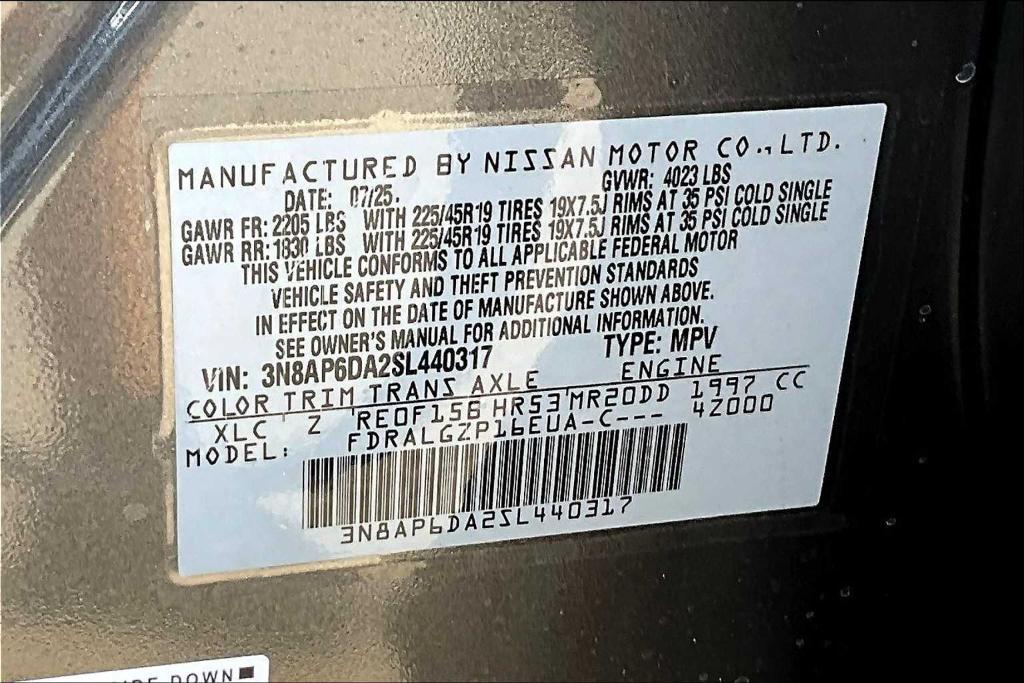 MANUFACTURED BY NISSAN MOTOR CO., LTD.
DATE: 07/25. GVWR: 4023 LBS
GAWR FR: 2205 LBS WITH 225/45R19 TIRES 19X7.5J RIMS AT 35 PSI COLD SINGLE
GAWR RR: 1830 LBS WITH 225/45R19 TIRES 19X7.5J RIMS AT 35 PSI COLD SINGLE
THIS VEHICLE CONFORMS TO ALL APPLICABLE FEDERAL MOTOR
VEHICLE SAFETY AND THEFT PREVENTION STANDARDS
IN EFFECT ON THE DATE OF MANUFACTURE SHOWN ABOVE.
SEE OWNER'S MANUAL FOR ADDITIONAL INFORMATION.
VIN: 3N8AP6DA2SL440317 TYPE: MPV
COLOR TRIM TRANS AXLE ENGINE
XLC Z RE0F15B HR53 MR20DD 1997 CC
MODEL: FDRALGZP16EUA-C--- 4Z000
3N8AP6DA2SL440317
DOWN